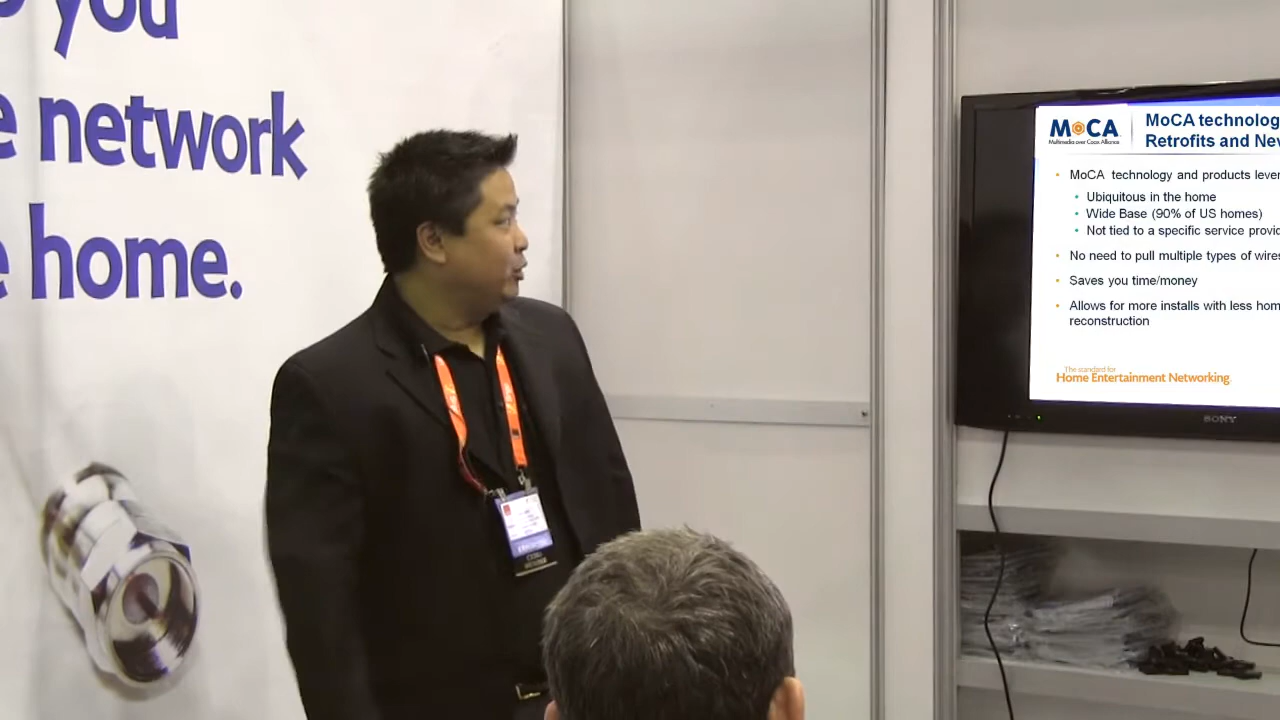 you
network
home.
MoCA
Multimedia over Coax Alliance
MoCA technolog
Retrofits and Ne
• MoCA technology and products lever
• Ubiquitous in the home
• Wide Base (90% of US homes)
• Not tied to a specific service provid
• No need to pull multiple types of wires
• Saves you time/money
• Allows for more installs with less hom
reconstruction
The standard for
Home Entertainment Networking
SONY